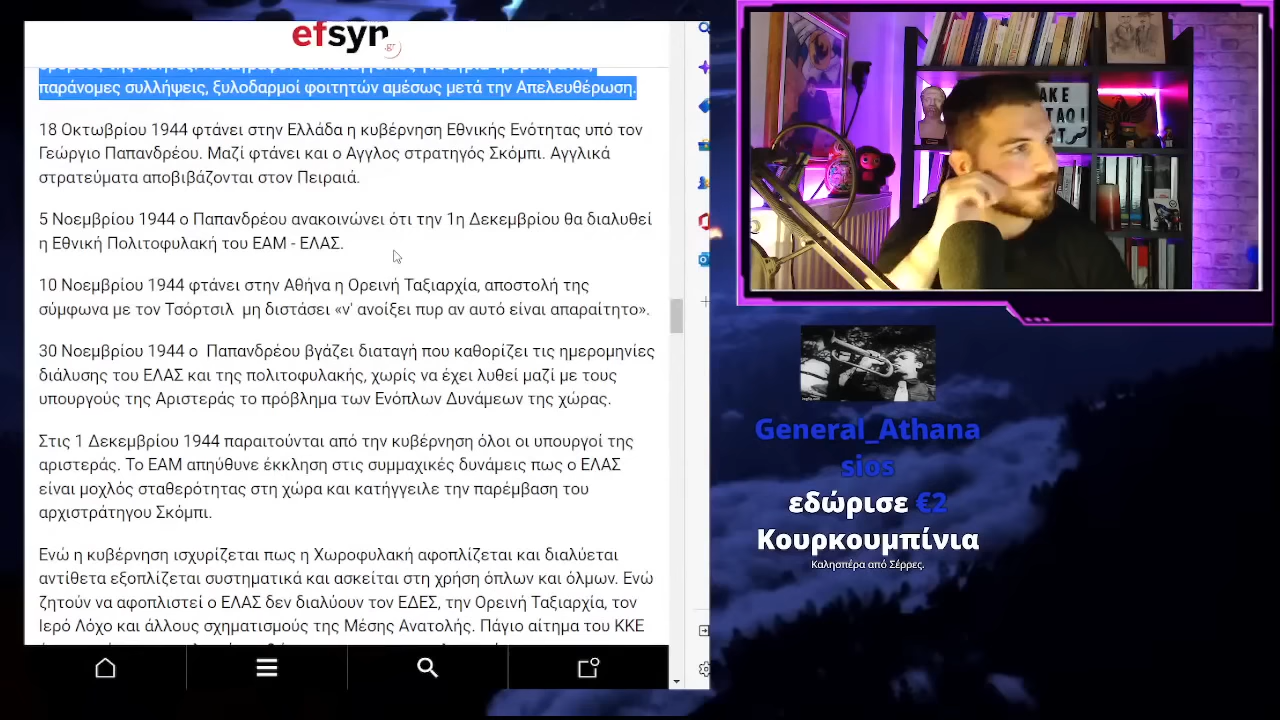 efsyn
.gr
παράνομες συλλήψεις, ξυλοδαρμοί φοιτητών αμέσως μετά την Απελευθέρωση.
18 Οκτωβρίου 1944 φτάνει στην Ελλάδα η κυβέρνηση Εθνικής Ενότητας υπό τον
Γεώργιο Παπανδρέου. Μαζί φτάνει και ο Αγγλος στρατηγός Σκόμπι. Αγγλικά
στρατεύματα αποβιβάζονται στον Πειραιά.
5 Νοεμβρίου 1944 ο Παπανδρέου ανακοινώνει ότι την 1η Δεκεμβρίου θα διαλυθεί
η Εθνική Πολιτοφυλακή του ΕΑΜ - ΕΛΑΣ.
10 Νοεμβρίου 1944 φτάνει στην Αθήνα η Ορεινή Ταξιαρχία, αποστολή της
σύμφωνα με τον Τσόρτσιλ μη διστάσει «ν' ανοίξει πυρ αν αυτό είναι απαραίτητο».
30 Νοεμβρίου 1944 ο Παπανδρέου βγάζει διαταγή που καθορίζει τις ημερομηνίες
διάλυσης του ΕΛΑΣ και της πολιτοφυλακής, χωρίς να έχει λυθεί μαζί με τους
υπουργούς της Αριστεράς το πρόβλημα των Ενόπλων Δυνάμεων της χώρας.
Στις 1 Δεκεμβρίου 1944 παραιτούνται από την κυβέρνηση όλοι οι υπουργοί της
αριστεράς. Το ΕΑΜ απηύθυνε έκκληση στις συμμαχικές δυνάμεις πως ο ΕΛΑΣ
είναι μοχλός σταθερότητας στη χώρα και κατήγγειλε την παρέμβαση του
αρχιστράτηγου Σκόμπι.
Ενώ η κυβέρνηση ισχυρίζεται πως η Χωροφυλακή αφοπλίζεται και διαλύεται
αντίθετα εξοπλίζεται συστηματικά και ασκείται στη χρήση όπλων και όλμων. Ενώ
ζητούν να αφοπλιστεί ο ΕΛΑΣ δεν διαλύουν τον ΕΔΕΣ, την Ορεινή Ταξιαρχία, τον
Ιερό Λόχο και άλλους σχηματισμούς της Μέσης Ανατολής. Πάγιο αίτημα του ΚΚΕ
AKE
General_Athana
sios
εδώρισε €2
Κουρκουμπίνια
Καλησπέρα από Σέρρες.